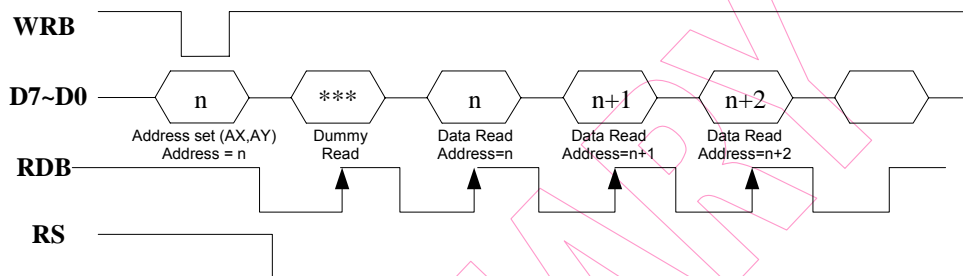 WRB
D7~D0
n
***
n
n+1
n+2
Address set (AX,AY)
Address = n
Dummy
Read
Data Read
Address=n
Data Read
Address=n+1
Data Read
Address=n+2
RDB
RS